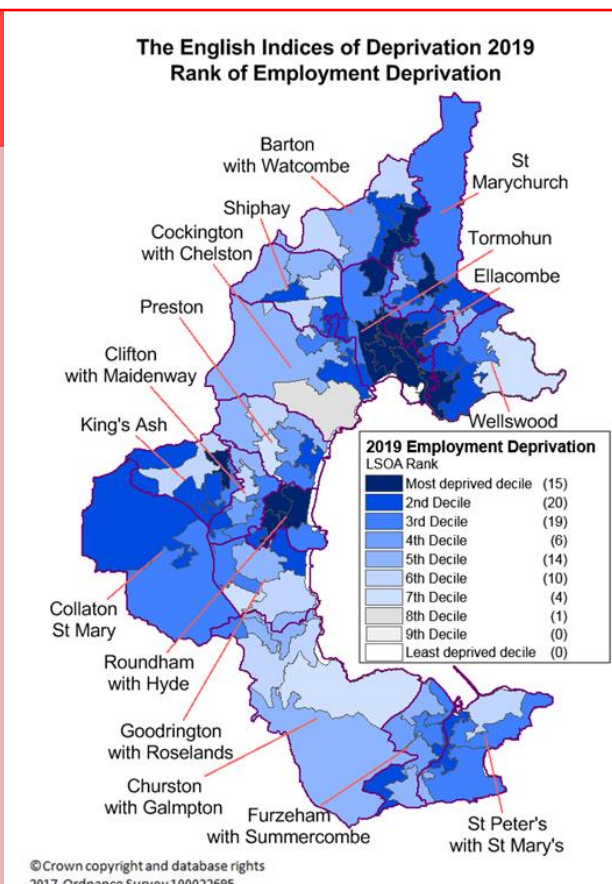 The English Indices of Deprivation 2019
Rank of Employment Deprivation
Barton
with Watcombe
St
Marychurch
Shiphay
Tormohun
Cockington
with Chelston
Ellacombe
Preston
Clifton
with Maidenway
King's Ash
Wellswood
2019 Employment Deprivation
LSOA Rank
Most deprived decile (15)
2nd Decile (20)
3rd Decile (19)
4th Decile (6)
5th Decile (14)
6th Decile (10)
7th Decile (4)
8th Decile (1)
9th Decile (0)
Least deprived decile (0)
Collaton
St Mary
Roundham
with Hyde
Goodrington
with Roselands
Churston
with Galmpton
Furzeham
with Summercombe
St Peter's
with St Mary's
©Crown copyright and database rights
2017 Ordnance Survey 100022695